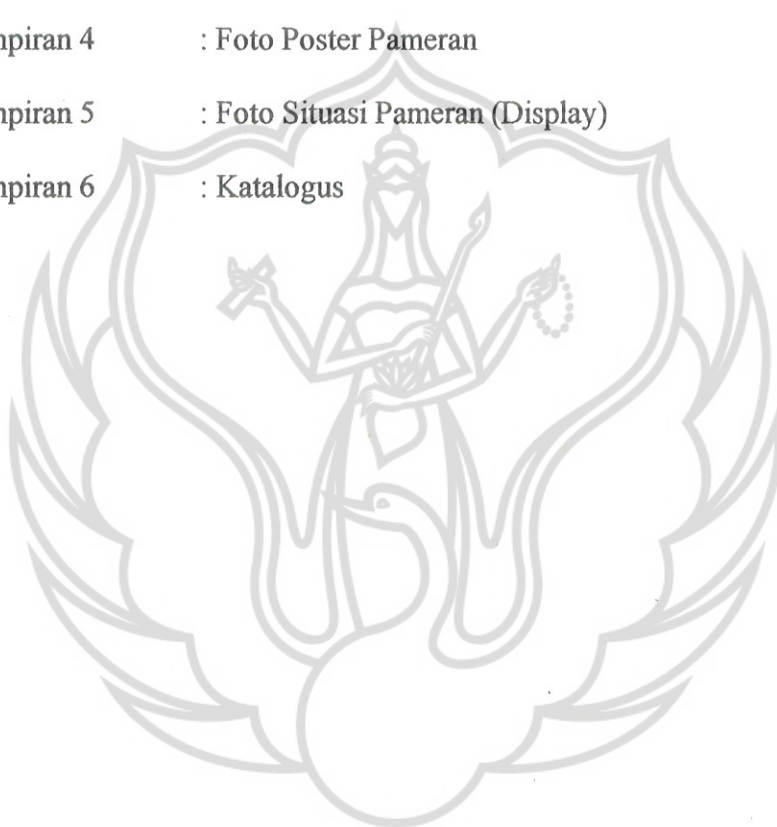 mpiran 4 : Foto Poster Pameran
mpiran 5 : Foto Situasi Pameran (Display)
mpiran 6 : Katalogus